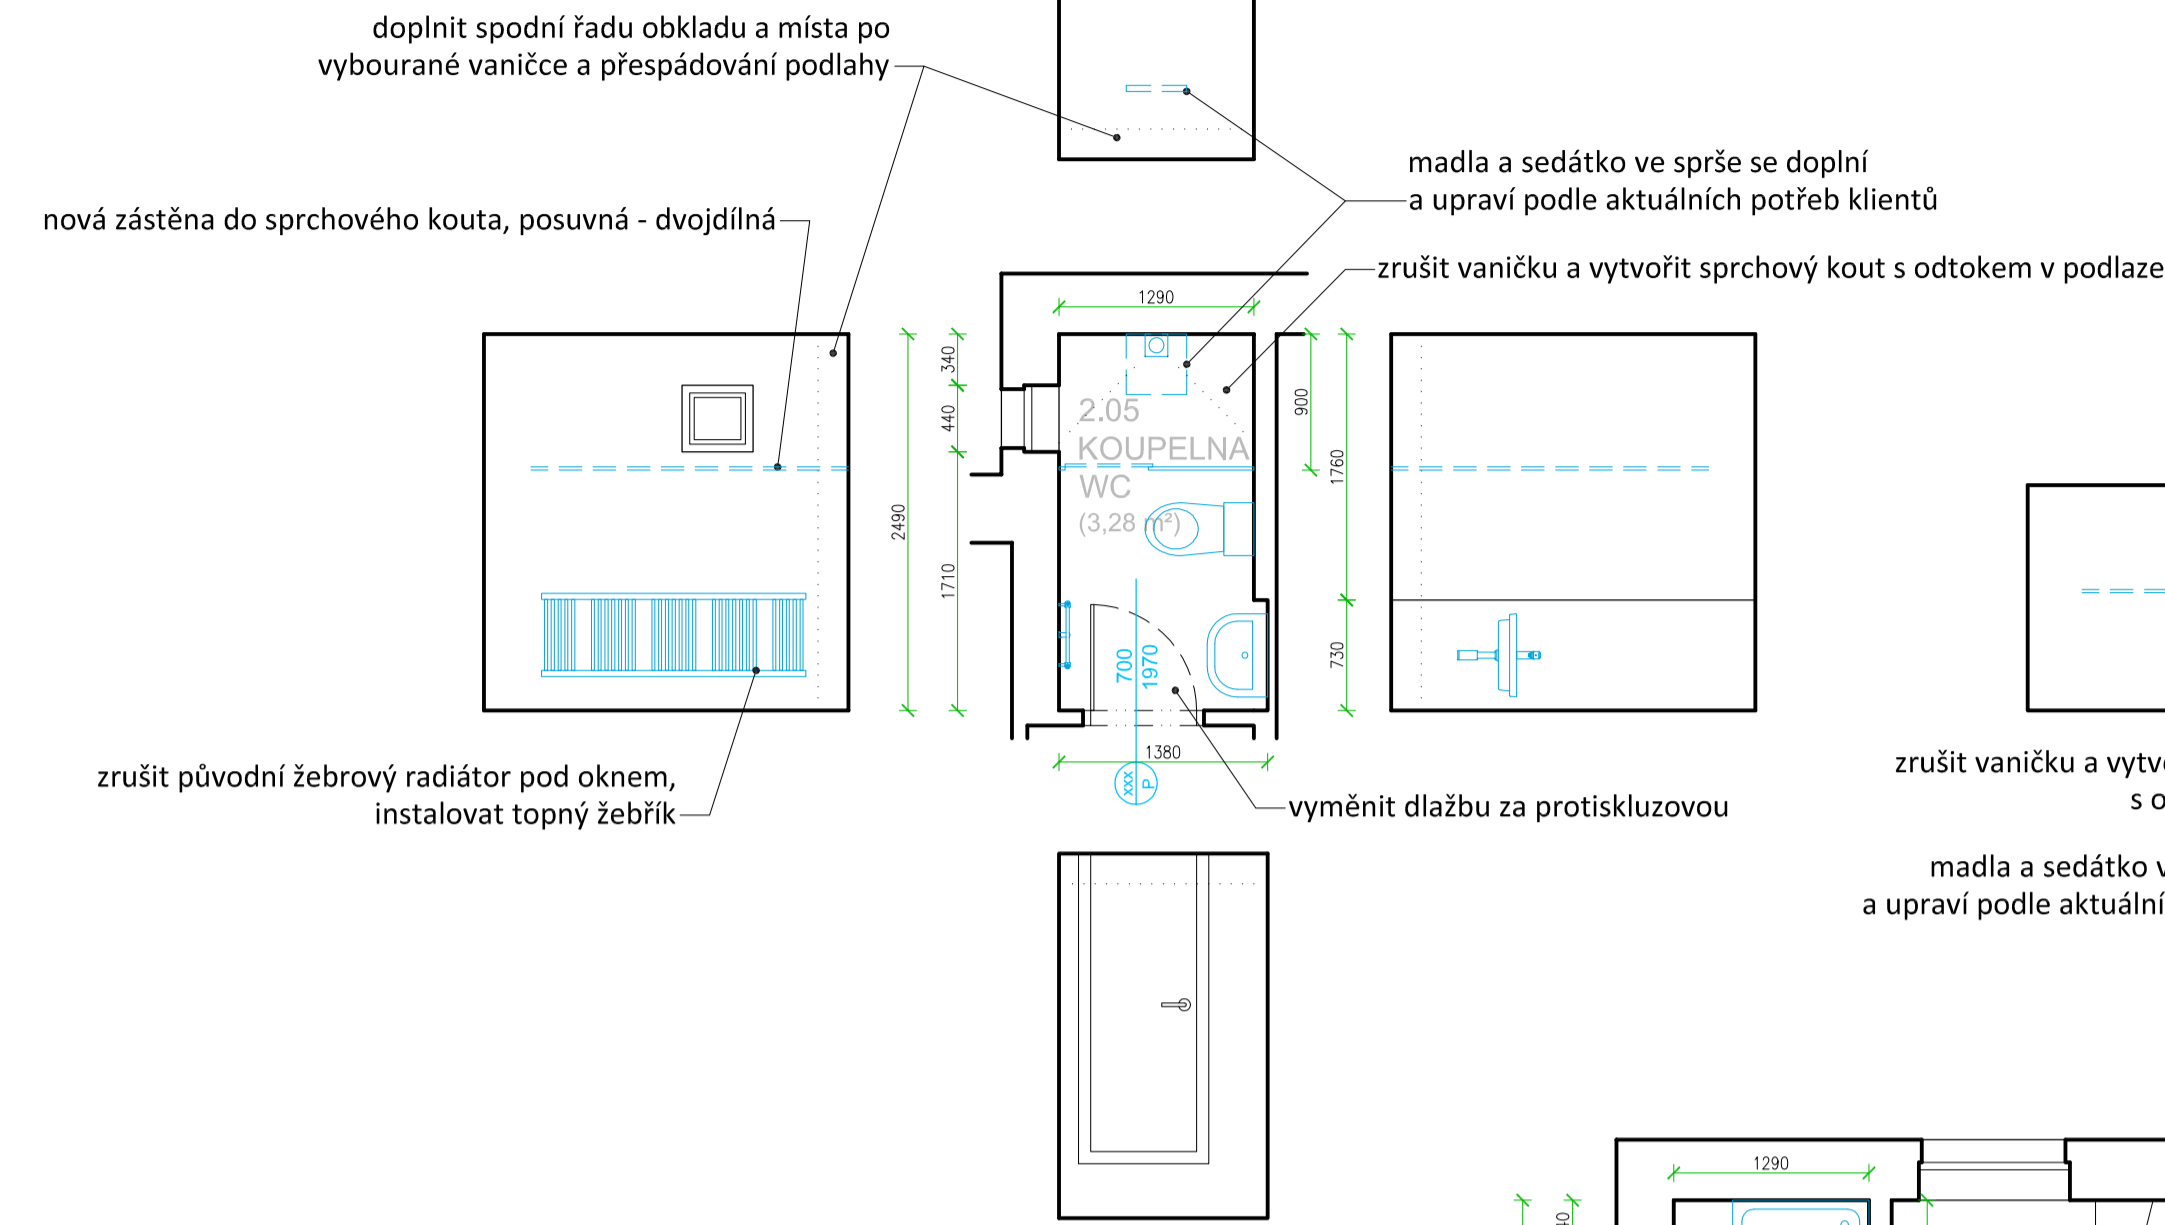 doplnit spodní řadu obkladu a místa po
vybourané vaničce a přespádování podlahy
madla a sedátko ve sprše se doplní
a upraví podle aktuálních potřeb klientů
nová zástěna do sprchového kouta, posuvná - dvojdílná
zrušit vaničku a vytvořit sprchový kout s odtokem v podlaze
1290
340
440
1710
2490
900
1760
730
2.05
KOUPELNA
WC
(3,28 m²)
700
1970
1380
xxx
P
zrušit původní žebrový radiátor pod oknem,
instalovat topný žebřík
vyměnit dlažbu za protiskluzovou
zrušit vaničku a
s
madla a sedátko
a upraví podle
1290